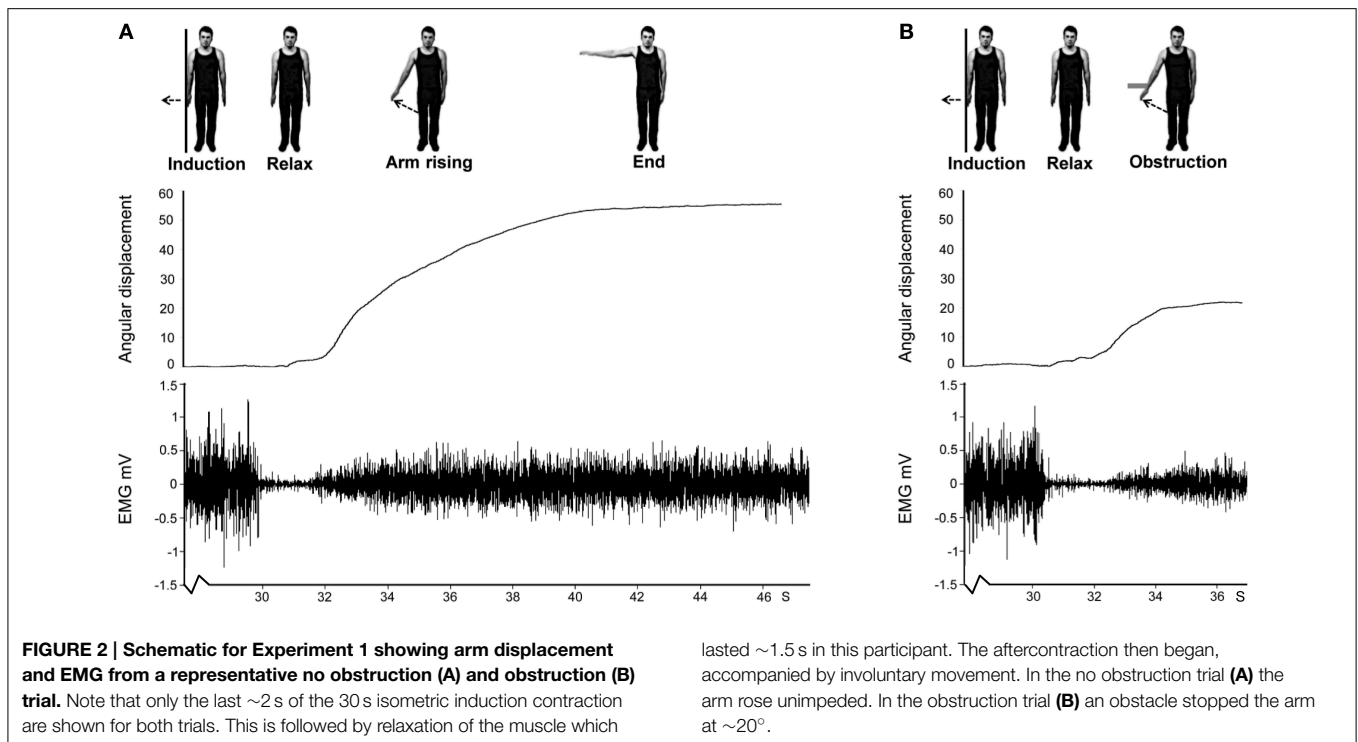 A
Induction Relax Arm rising End
Angular displacement
60
50
40
30
20
10
0
EMG mV
1.5
1
0.5
0
-0.5
-1
-1.5
30 32 34 36 38 40 42 44 46 S
B
Induction Relax Obstruction
Angular displacement
60
50
40
30
20
10
0
EMG mV
1.5
1
0.5
0
-0.5
-1
-1.5
30 32 34 36 S
FIGURE 2 | Schematic for Experiment 1 showing arm displacement
and EMG from a representative no obstruction (A) and obstruction (B)
trial. Note that only the last ~2 s of the 30 s isometric induction contraction
are shown for both trials. This is followed by relaxation of the muscle which
lasted ~1.5 s in this participant. The aftercontraction then began,
accompanied by involuntary movement. In the no obstruction trial (A) the
arm rose unimpeded. In the obstruction trial (B) an obstacle stopped the arm
at ~20°.